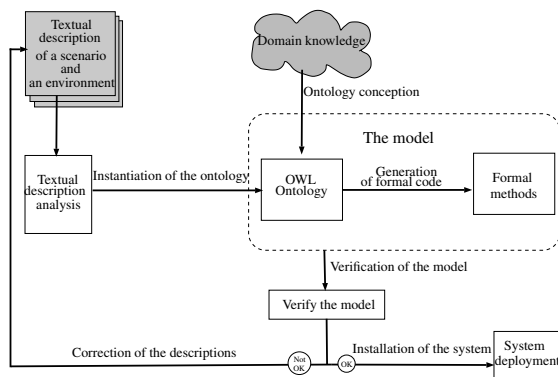 Textual
description
of a scenario
and
an environment
Domain knowledge
Ontology conception
The model
Textual
description
analysis
Instantiation of the ontology
OWL
Ontology
Generation
of formal code
Formal
methods
Verification of the model
Verify the model
Correction of the descriptions
Not
OK
OK
Installation of the system
System
deployment